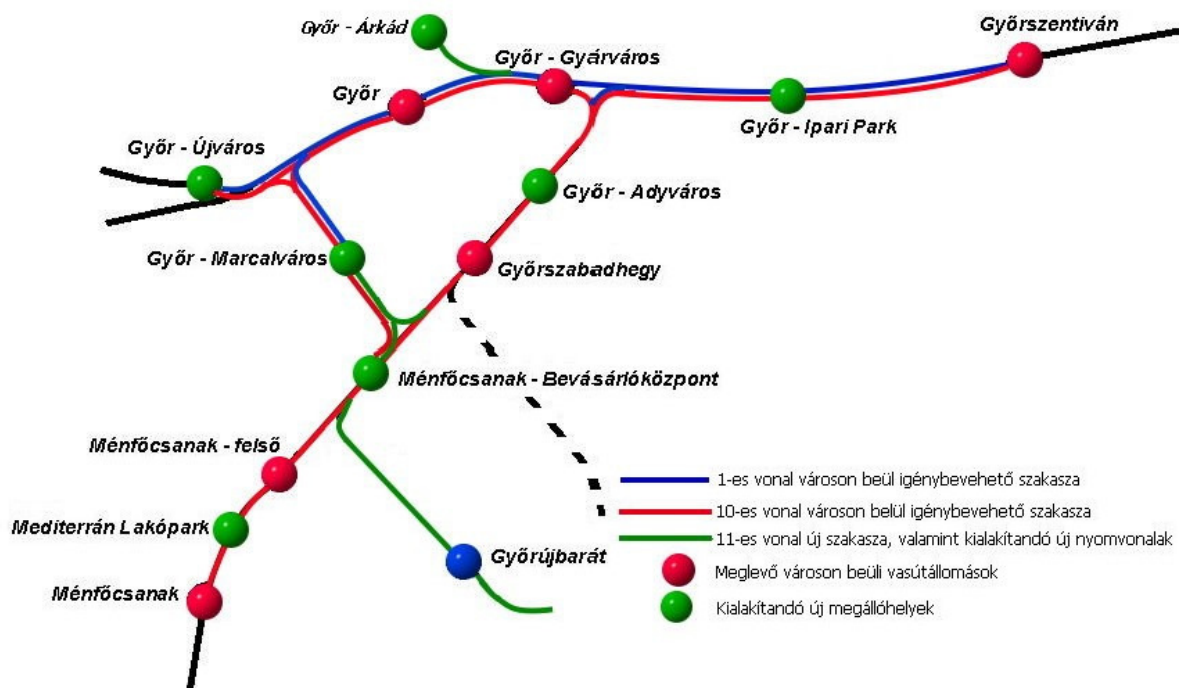 Győr - Árkád
Győrszentiván
Győr - Gyárváros
Győr
Győr - Ipari Park
Győr - Újváros
Győr - Adyváros
Győr - Marcalváros
Győrszabadhegy
Ménfőcsanak - Bevásárlóközpont
Ménfőcsanak - felső
Mediterrán Lakópark
Győrújbarát
Ménfőcsanak
1-es vonal városon beül igénybevehető szakasza
10-es vonal városon belül igénybevehető szakasza
11-es vonal új szakasza, valamint kialakítandó új nyomvonalak
Meglevő városon beüli vasútállomások
Kialakítandó új megállóhelyek